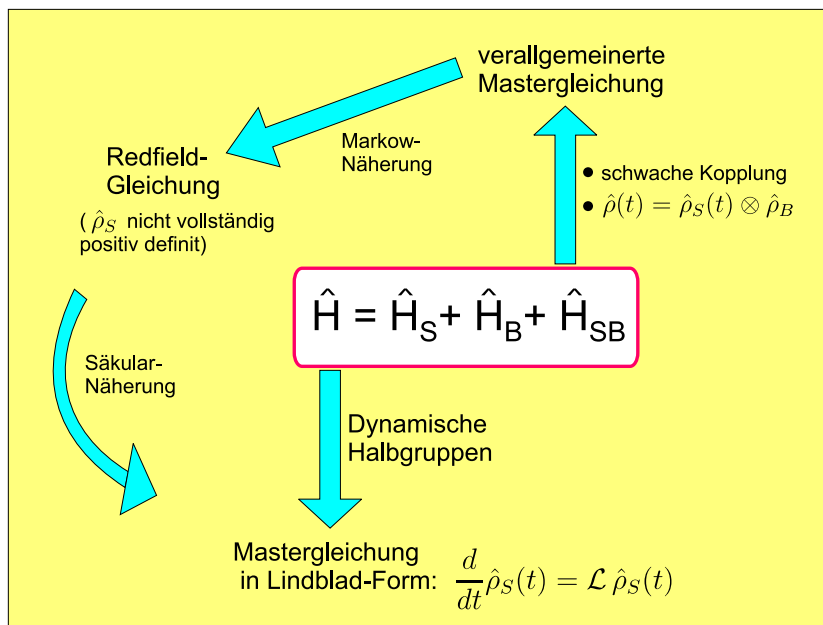 verallgemeinerte
Mastergleichung
Markow-
Näherung
Redfield-
Gleichung
( ρ̂_S nicht vollständig
positiv definit)
• schwache Kopplung
• ρ̂(t) = ρ̂_S(t) ⊗ ρ̂_B
Ĥ = Ĥ_S + Ĥ_B + Ĥ_SB
Säkular-
Näherung
Dynamische
Halbgruppen
Mastergleichung
in Lindblad-Form: d/dt ρ̂_S(t) = ℒ ρ̂_S(t)